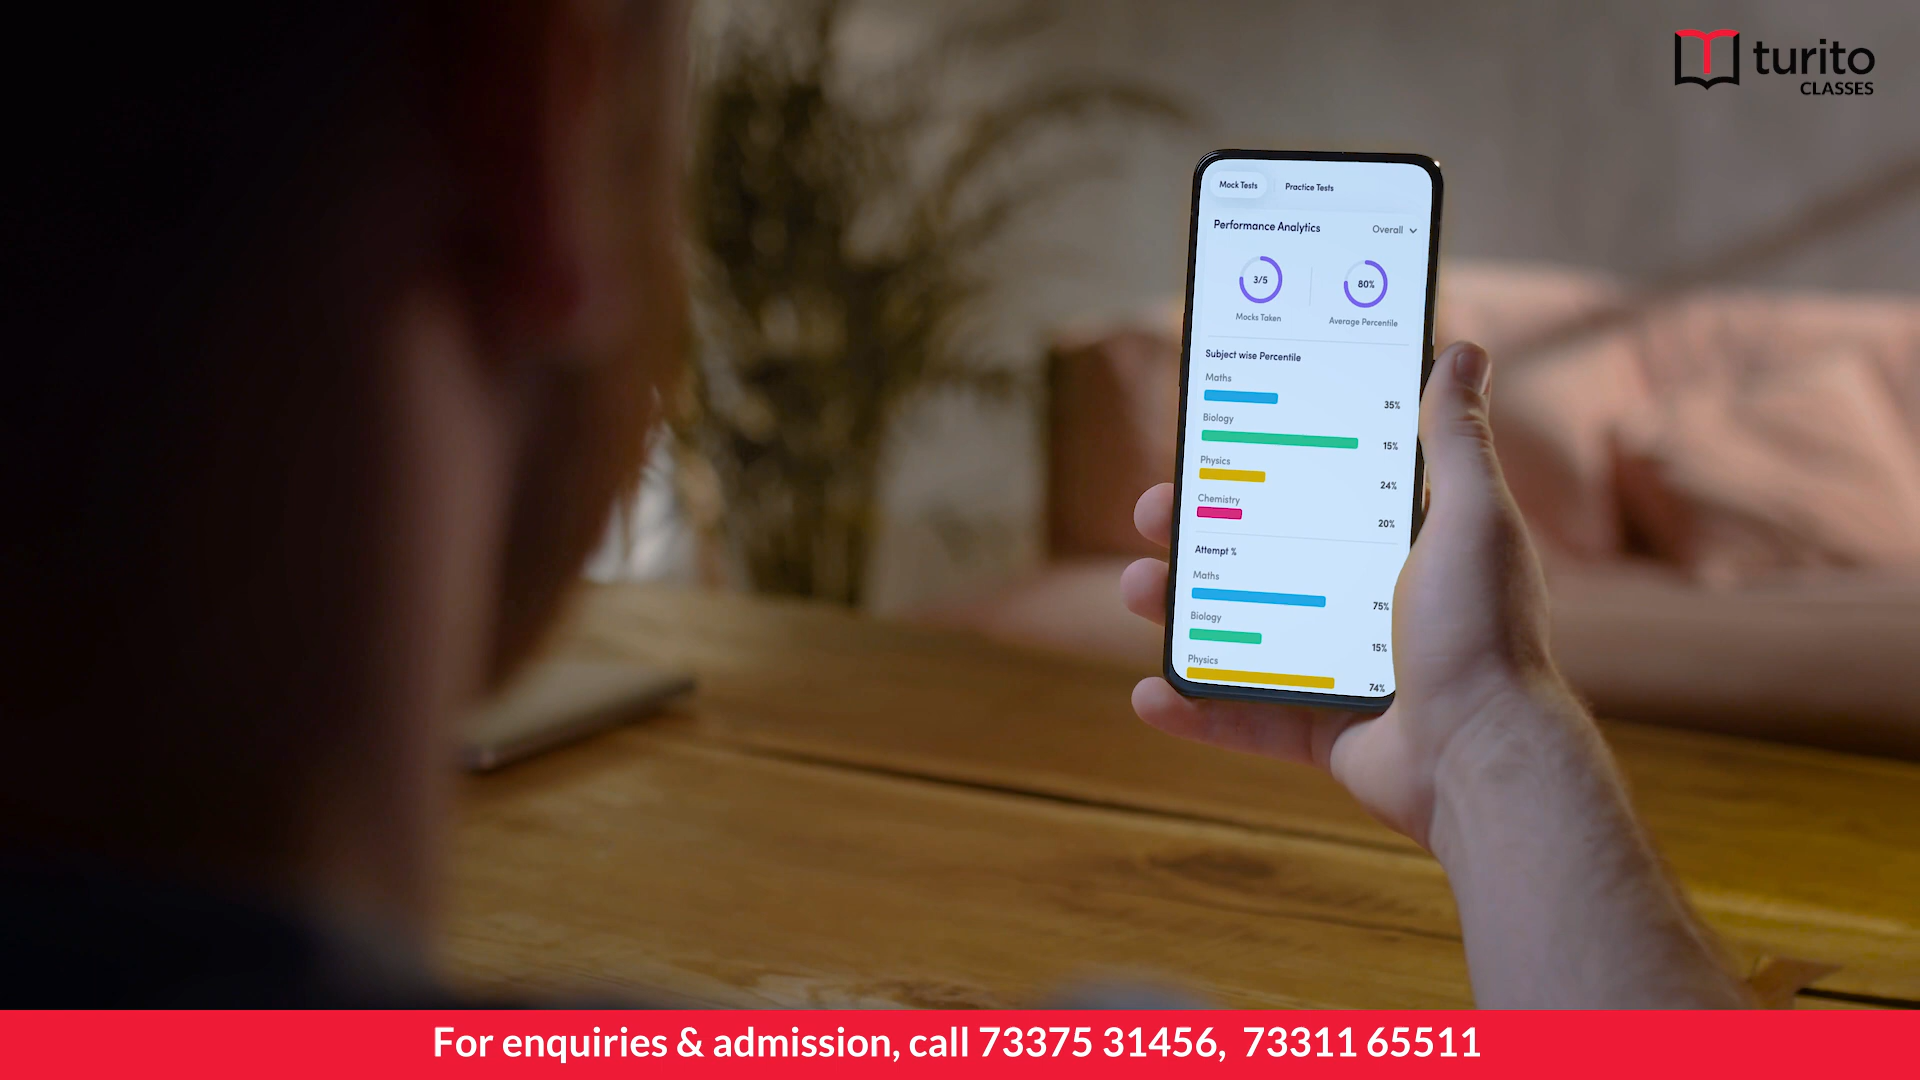 turito
CLASSES
Mock Tests
Practice Tests
Performance Analytics
Overall
3/5
80%
Mocks Taken
Average Percentile
Subject wise Percentile
Maths
35%
Biology
15%
Physics
24%
Chemistry
20%
Attempt %
Maths
75%
Biology
15%
Physics
74%
For enquiries & admission, call 73375 31456, 73311 65511